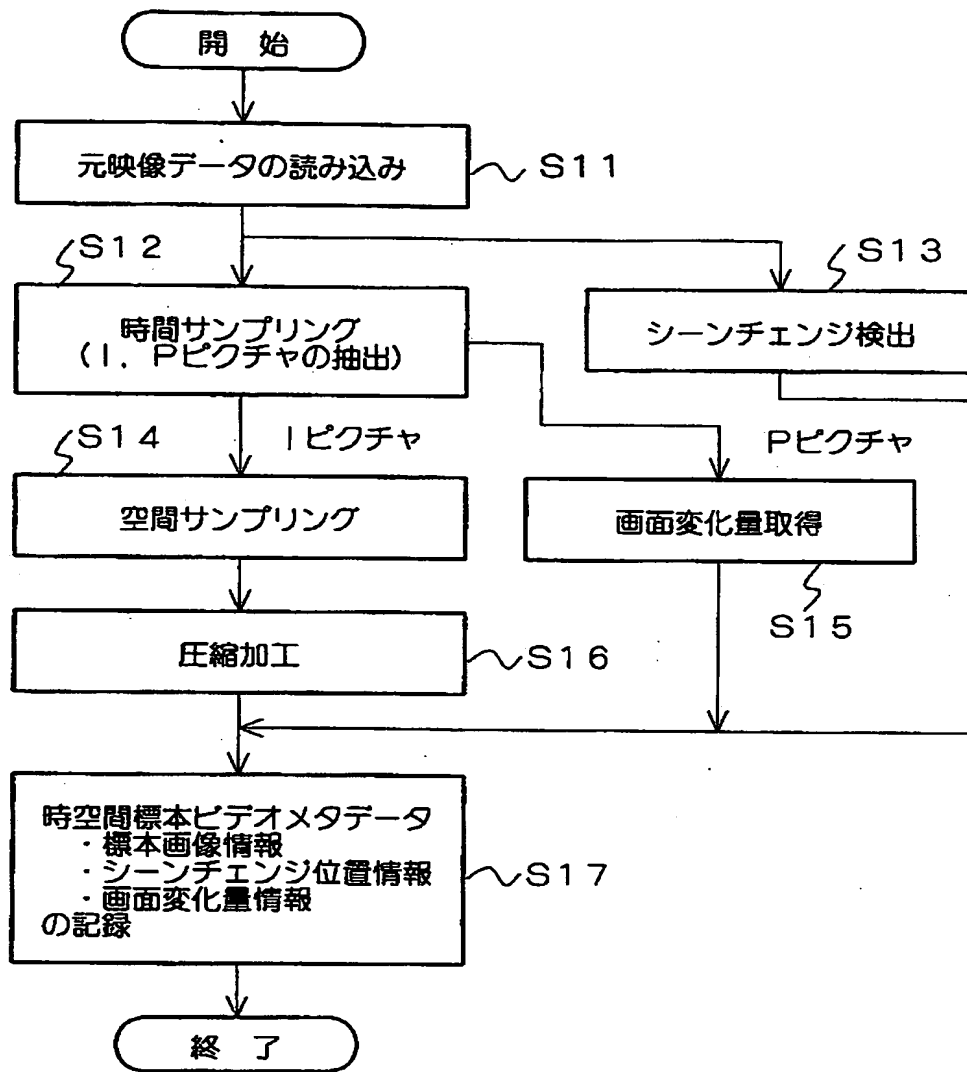 開 始
元映像データの読み込み
S11
S12
S13
時間サンプリング
(I, Pピクチャの抽出)
シーンチェンジ検出
S14
Iピクチャ
Pピクチャ
空間サンプリング
画面変化量取得
S15
圧縮加工
S16
時空間標本ビデオメタデータ
・標本画像情報
・シーンチェンジ位置情報
・画面変化量情報
の記録
S17
終 了